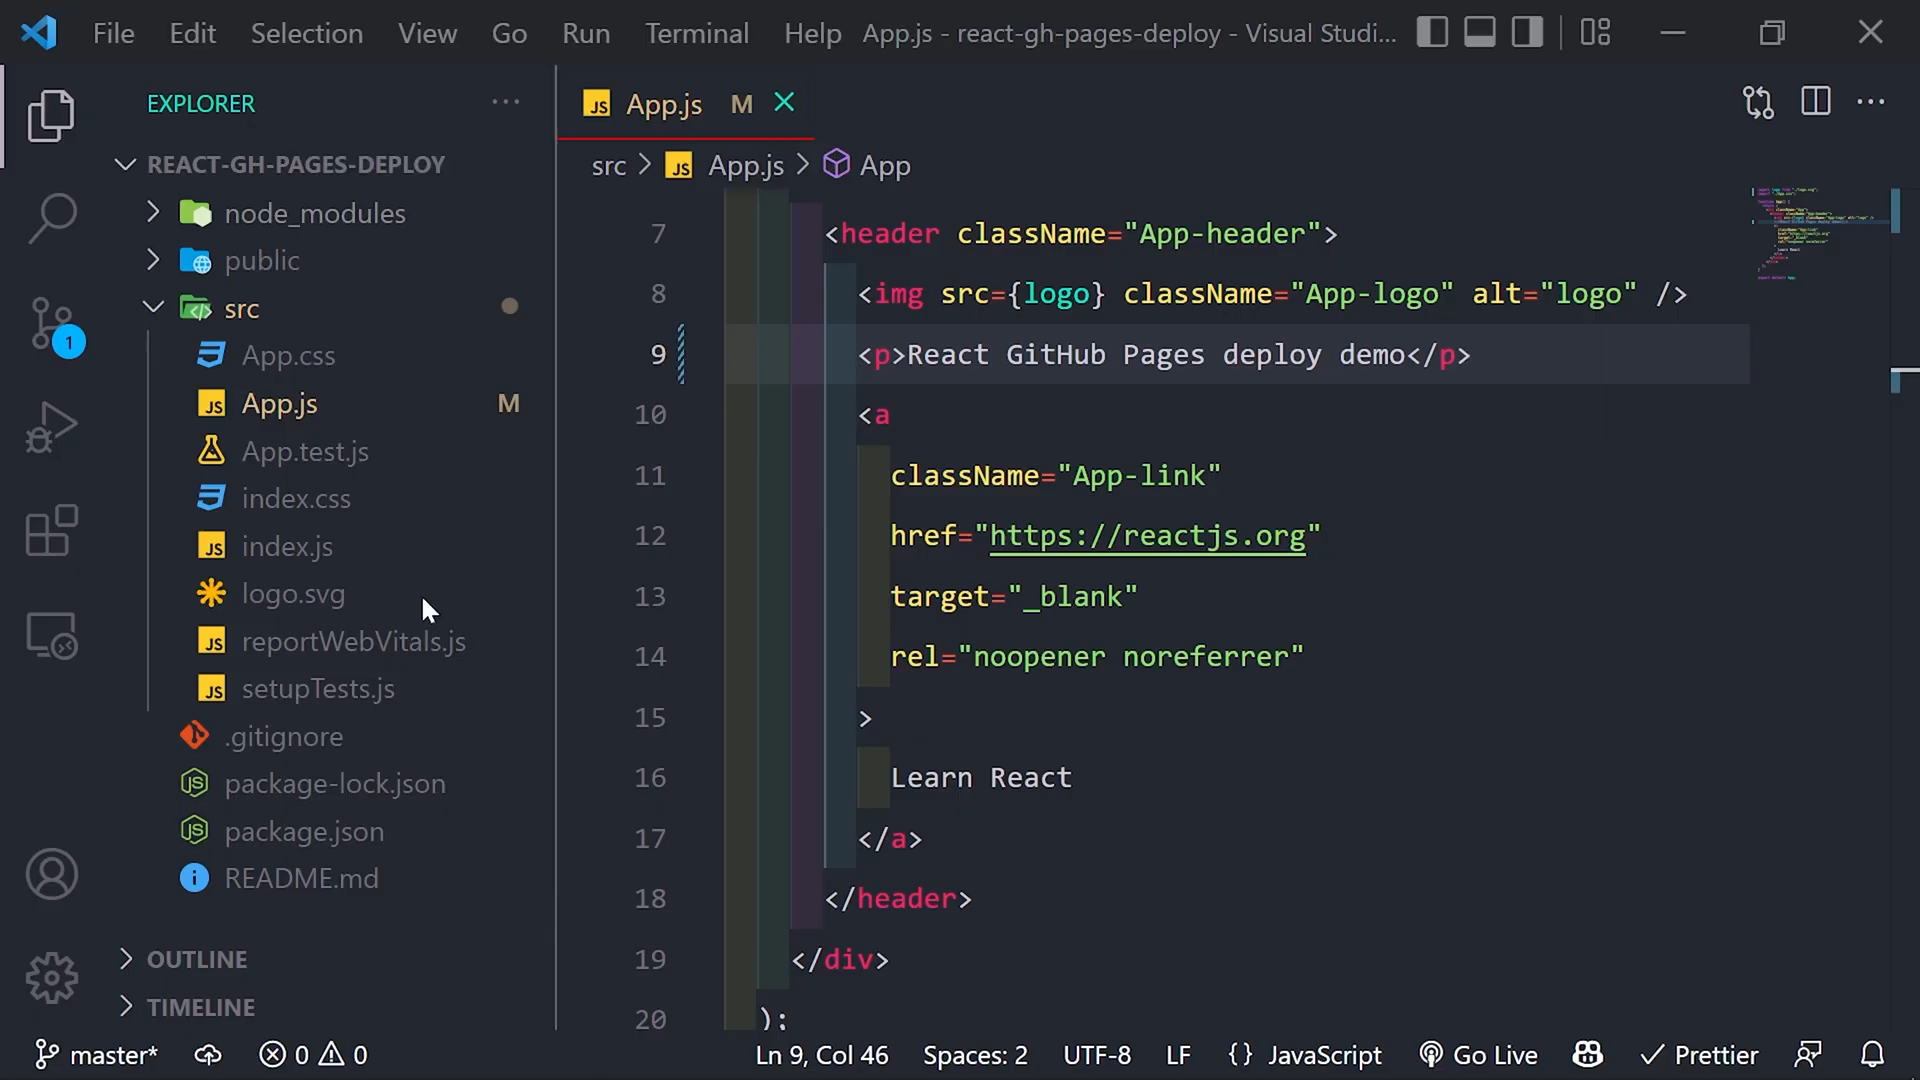 File Edit Selection View Go Run Terminal Help App.js - react-gh-pages-deploy - Visual Studi...
EXPLORER
REACT-GH-PAGES-DEPLOY
node_modules
public
src
App.css
JS App.js M
App.test.js
index.css
JS index.js
logo.svg
JS reportWebVitals.js
JS setupTests.js
.gitignore
package-lock.json
package.json
README.md
OUTLINE
TIMELINE
1
JS App.js M
src > JS App.js > App
7 <header className="App-header">
8 <img src={logo} className="App-logo" alt="logo" />
9 <p>React GitHub Pages deploy demo</p>
10 <a
11 className="App-link"
12 href="https://reactjs.org"
13 target="_blank"
14 rel="noopener noreferrer"
15 >
16 Learn React
17 </a>
18 </header>
19 </div>
20 );
master* 0 0 Ln 9, Col 46 Spaces: 2 UTF-8 LF {} JavaScript Go Live Prettier